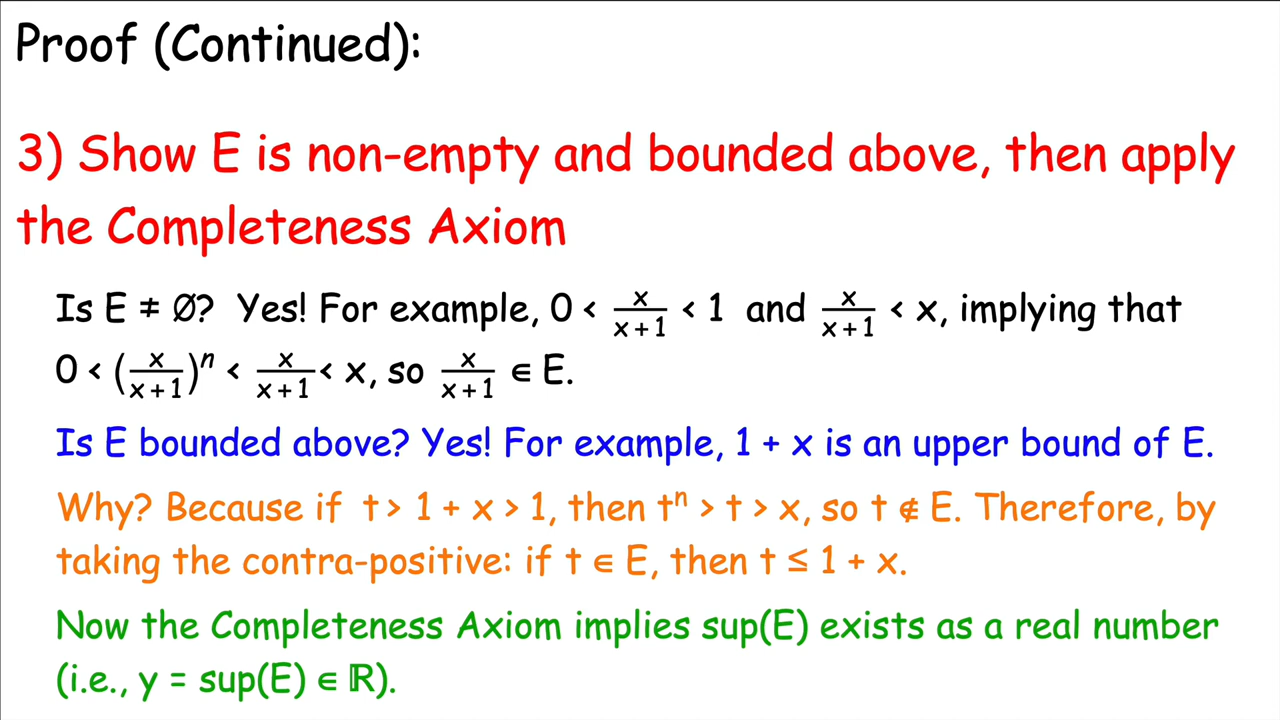 Proof (Continued):
3) Show E is non-empty and bounded above, then apply
the Completeness Axiom
Is E ≠ ∅? Yes! For example, 0 < x/(x+1) < 1 and x/(x+1) < x, implying that
0 < (x/(x+1))ⁿ < x/(x+1) < x, so x/(x+1) ∈ E.
Is E bounded above? Yes! For example, 1 + x is an upper bound of E.
Why? Because if t > 1 + x > 1, then tⁿ > t > x, so t ∉ E. Therefore, by
taking the contra-positive: if t ∈ E, then t ≤ 1 + x.
Now the Completeness Axiom implies sup(E) exists as a real number
(i.e., y = sup(E) ∈ ℝ).